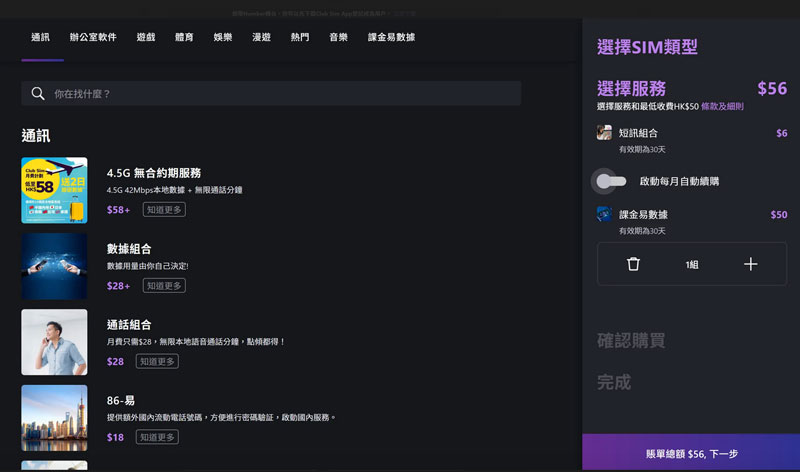 通訊 辦公室軟件 遊戲 體育 娛樂 漫遊 熱門 音樂 課金易數據
你在找什麼？
通訊
Club Sim
月費計劃
低至
HK$58
4.5G 無合約期服務
4.5G 42Mbps本地數據 + 無限通話分鐘
$58+ 知道更多
數據組合
數據用量由你自己決定!
$28+ 知道更多
通話組合
月費只需$28，無限本地語音通話分鐘，點傾都得！
$28 知道更多
86-易
提供額外國內流動電話號碼，方便進行密碼驗証，啟動國內服務。
$18 知道更多
選擇SIM類型
選擇服務 $56
選擇服務和最低收費HK$50 條款及細則
短訊組合 $6
有效期為30天
啟動每月自動續購
課金易數據 $50
有效期為30天
1組
確認購買
完成
賬單總額 $56, 下一步